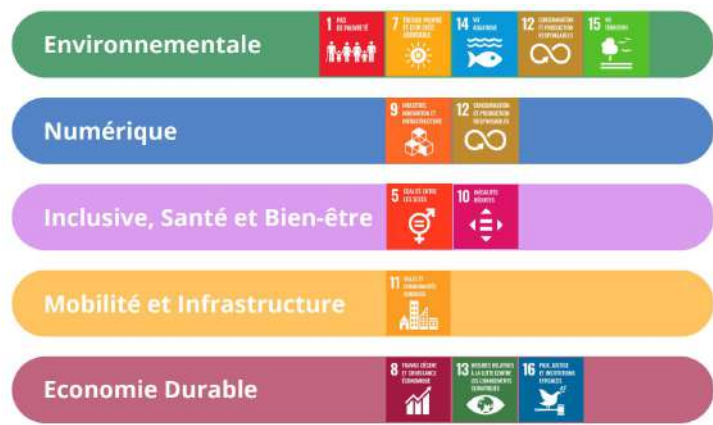 Environnementale
1 PAS
DE PAUVRETÉ
7 ÉNERGIE PROPRE
ET D'UN COÛT
ABORDABLE
14 VIE
AQUATIQUE
12 CONSOMMATION
ET PRODUCTION
RESPONSABLES
15 VIE
TERRESTRE
Numérique
9 INDUSTRIE,
INNOVATION ET
INFRASTRUCTURE
12 CONSOMMATION
ET PRODUCTION
RESPONSABLES
Inclusive, Santé et Bien-être
5 ÉGALITÉ ENTRE
LES SEXES
10 INÉGALITÉS
RÉDUITES
Mobilité et Infrastructure
11 VILLES ET
COMMUNAUTÉS
DURABLES
Economie Durable
8 TRAVAIL DÉCENT
ET CROISSANCE
ÉCONOMIQUE
13 MESURES RELATIVES
À LA LUTTE CONTRE
LES CHANGEMENTS
CLIMATIQUES
16 PAIX, JUSTICE
ET INSTITUTIONS
EFFICACES